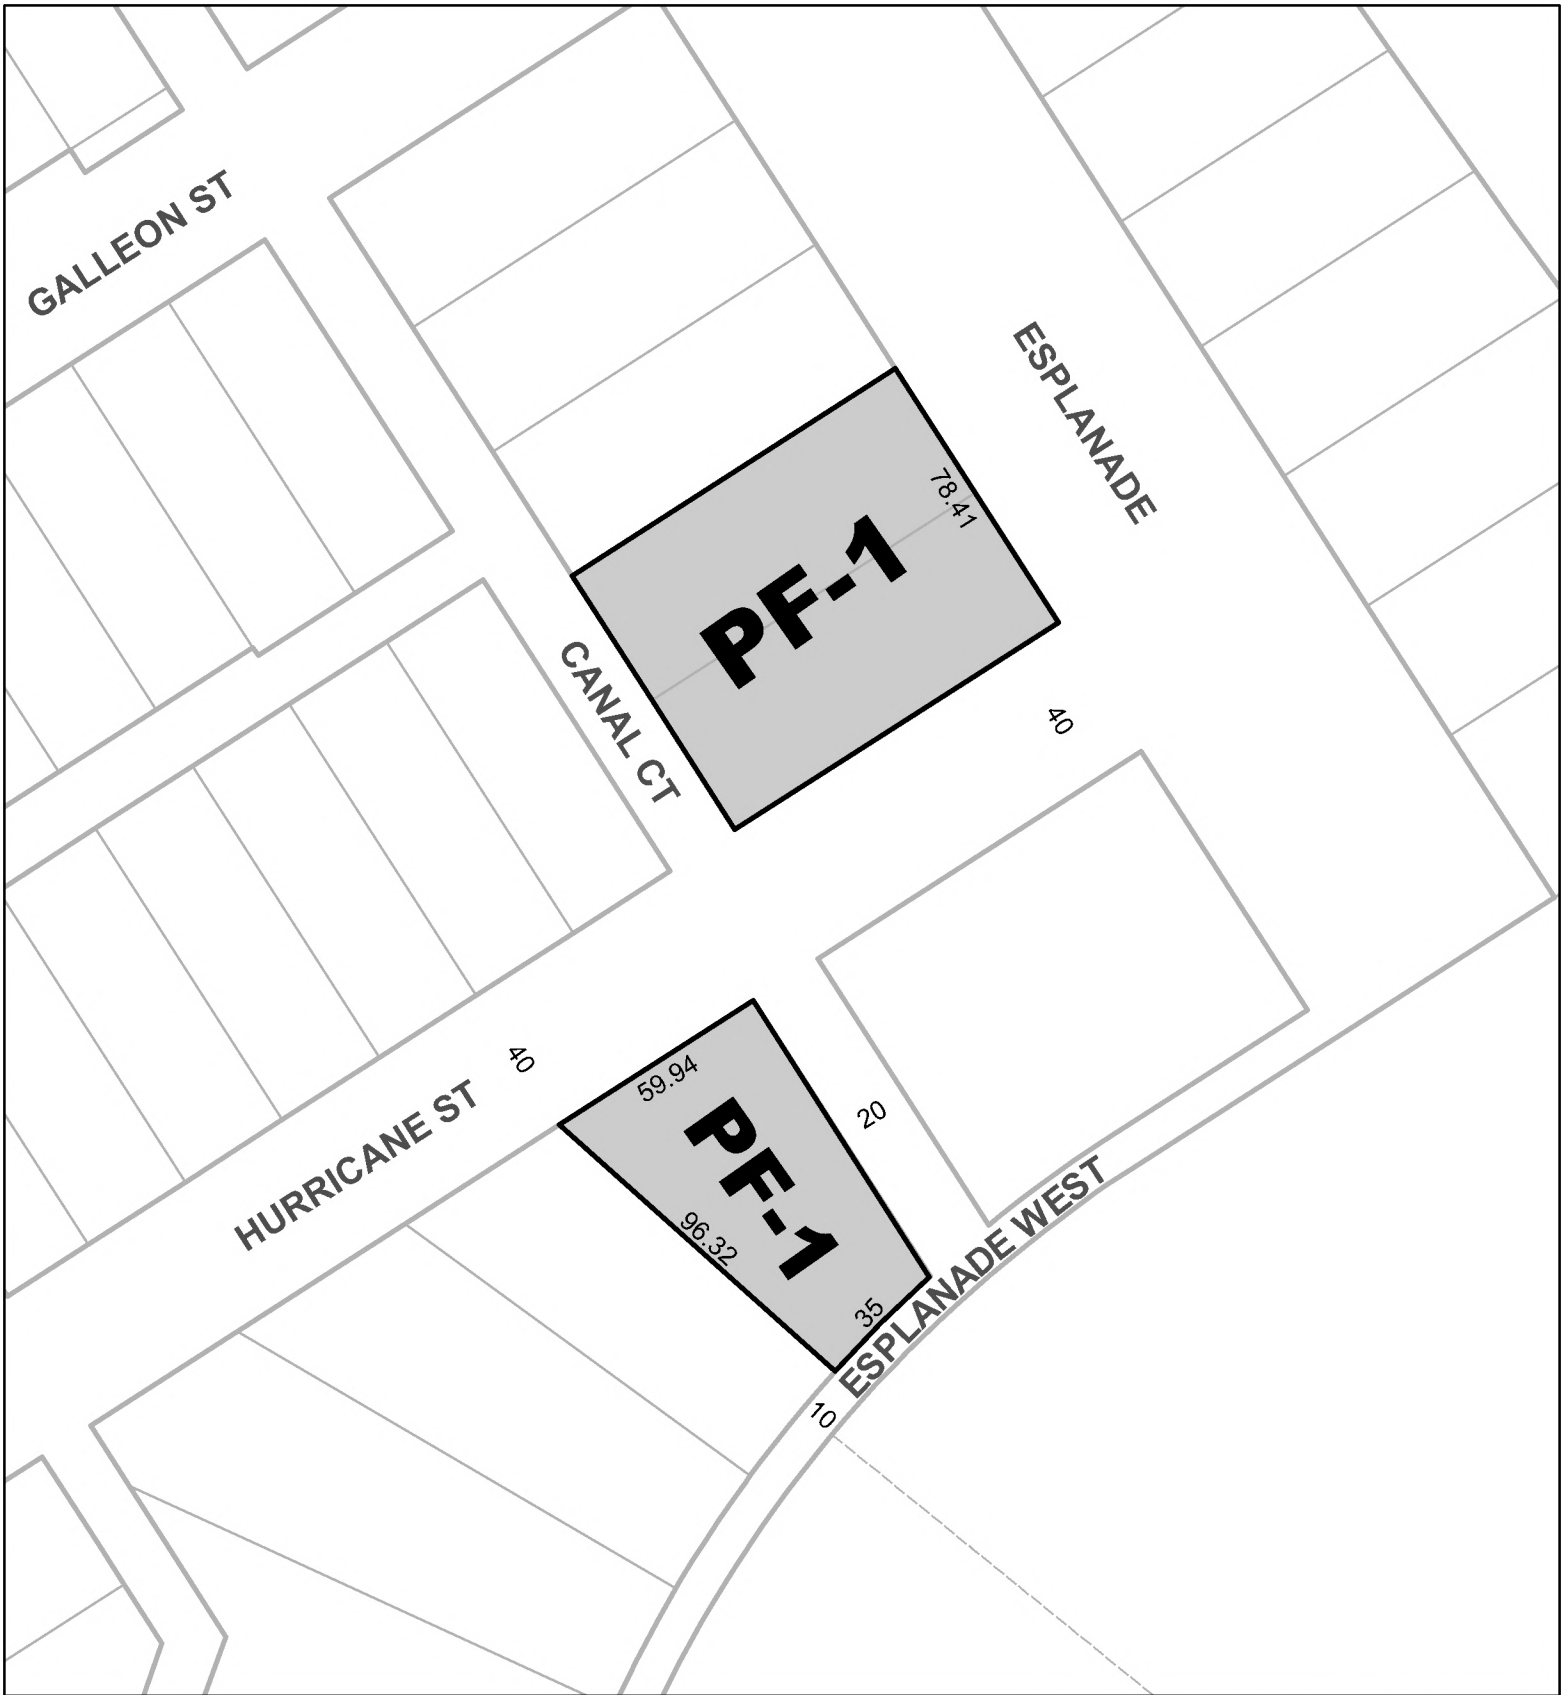 GALLEON ST
ESPLANADE
78.41
PF-1
CANAL CT
40
40
59.94
HURRICANE ST
PF-1
20
96.32
35
ESPLANADE WEST
10